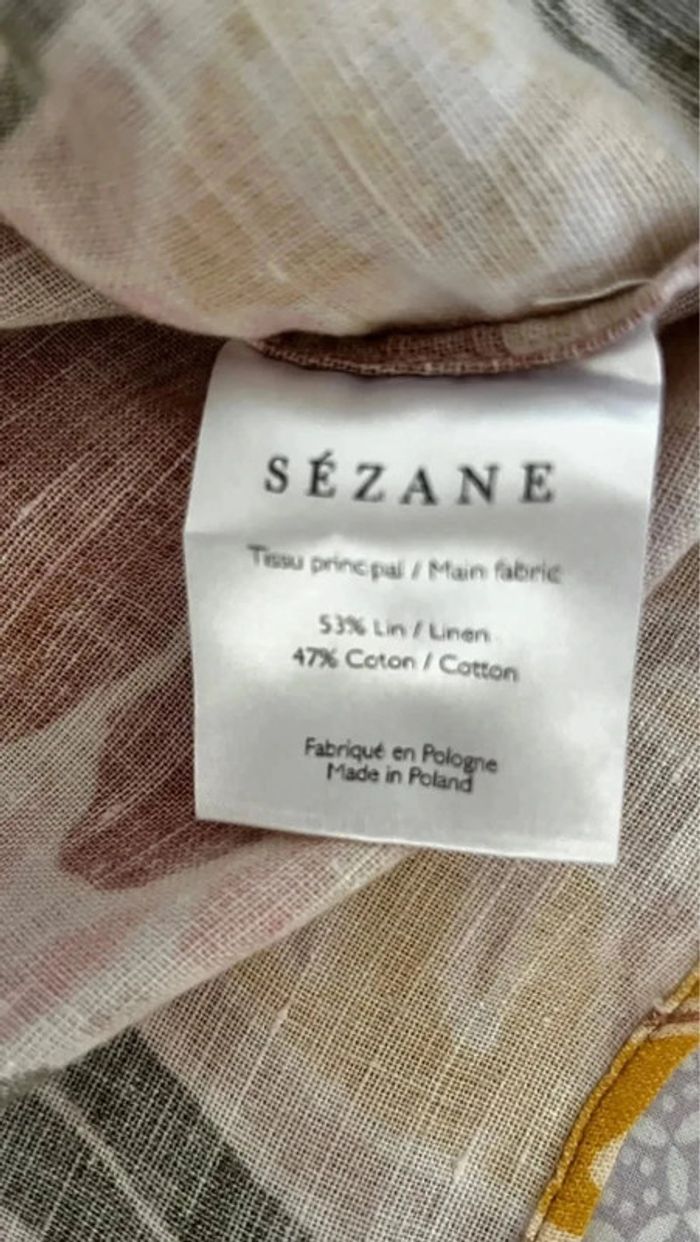 SÉZANE
Tissu principal / Main fabric
53% Lin / Linen
47% Coton / Cotton
Fabriqué en Pologne
Made in Poland